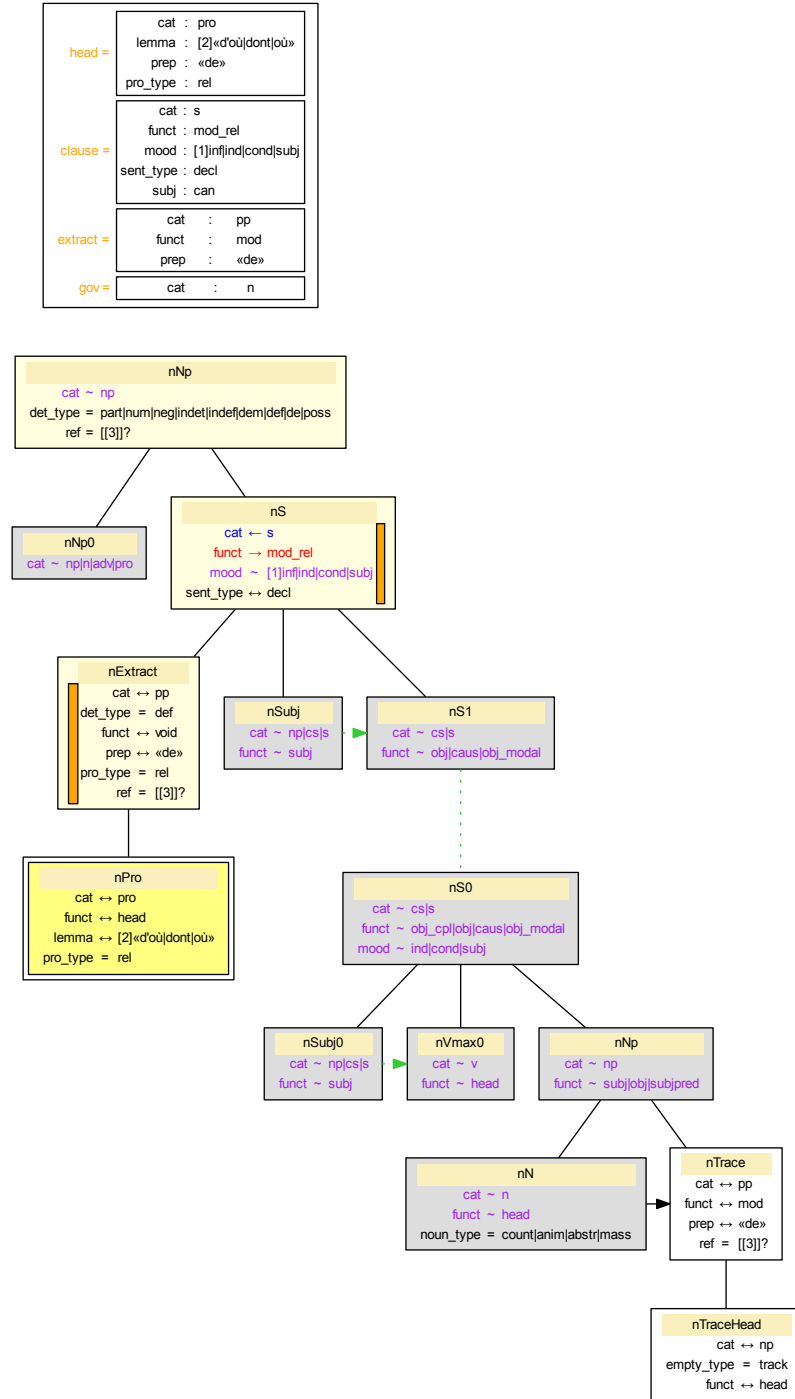 head =
cat : pro
lemma : [2]«d'où|dont|où»
prep : «de»
pro_type : rel
clause =
cat : s
funct : mod_rel
mood : [1]inf|ind|cond|subj
sent_type : decl
subj : can
extract =
cat : pp
funct : mod
prep : «de»
gov =
cat : n
nNp
cat ~ np
det_type = part|num|neg|indet|indef|dem|def|de|poss
ref = [[3]]?
nNp0
cat ~ np|n|adv|pro
nS
cat ← s
funct → mod_rel
mood ~ [1]inf|ind|cond|subj
sent_type ↔ decl
nExtract
cat ↔ pp
det_type = def
funct ↔ void
prep ↔ «de»
pro_type = rel
ref = [[3]]?
nSubj
cat ~ np|cs|s
funct ~ subj
nS1
cat ~ cs|s
funct ~ obj|caus|obj_modal
nPro
cat ↔ pro
funct ↔ head
lemma ↔ [2]«d'où|dont|où»
pro_type = rel
nS0
cat ~ cs|s
funct ~ obj_cpl|obj|caus|obj_modal
mood ~ ind|cond|subj
nSubj0
cat ~ np|cs|s
funct ~ subj
nVmax0
cat ~ v
funct ~ head
nNp
cat ~ np
funct ~ subj|obj|subjpred
nN
cat ~ n
funct ~ head
noun_type = count|anim|abstr|mass
nTrace
cat ↔ pp
funct ↔ mod
prep ↔ «de»
ref = [[3]]?
nTraceHead
cat ↔ np
empty_type = track
funct ↔ head